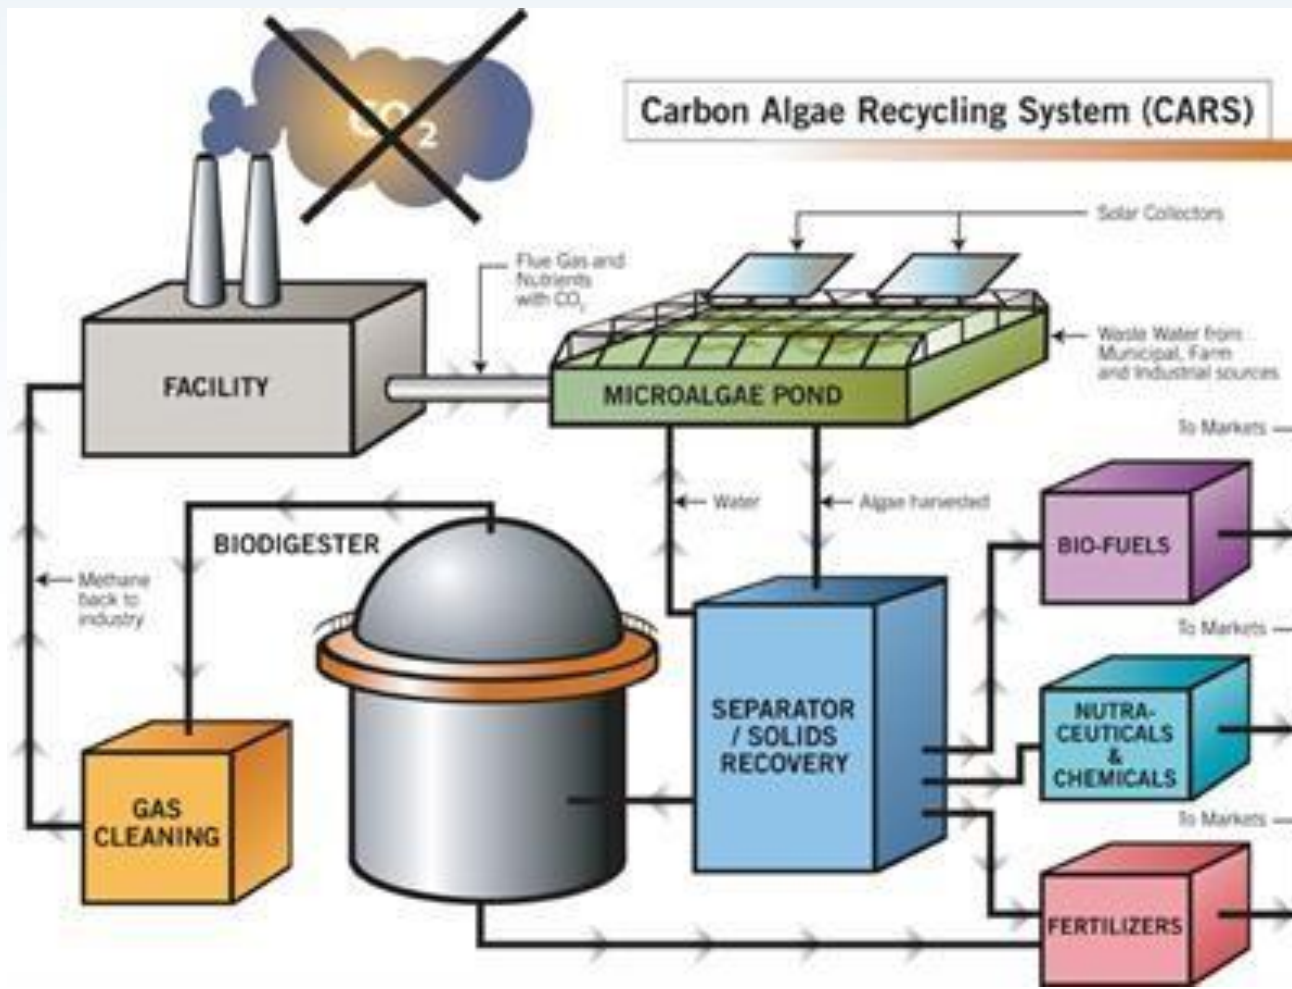 CO2
Carbon Algae Recycling System (CARS)
Solar Collectors
Flue Gas and
Nutrients
with CO2
Waste Water from
Municipal, Farm
and Industrial sources
FACILITY
MICROALGAE POND
To Markets
Water
Algae harvested
BIO-FUELS
BIODIGESTER
Methane
back to
industry
To Markets
SEPARATOR
/ SOLIDS
RECOVERY
NUTRA-
CEUTICALS
&
CHEMICALS
GAS
CLEANING
To Markets
FERTILIZERS